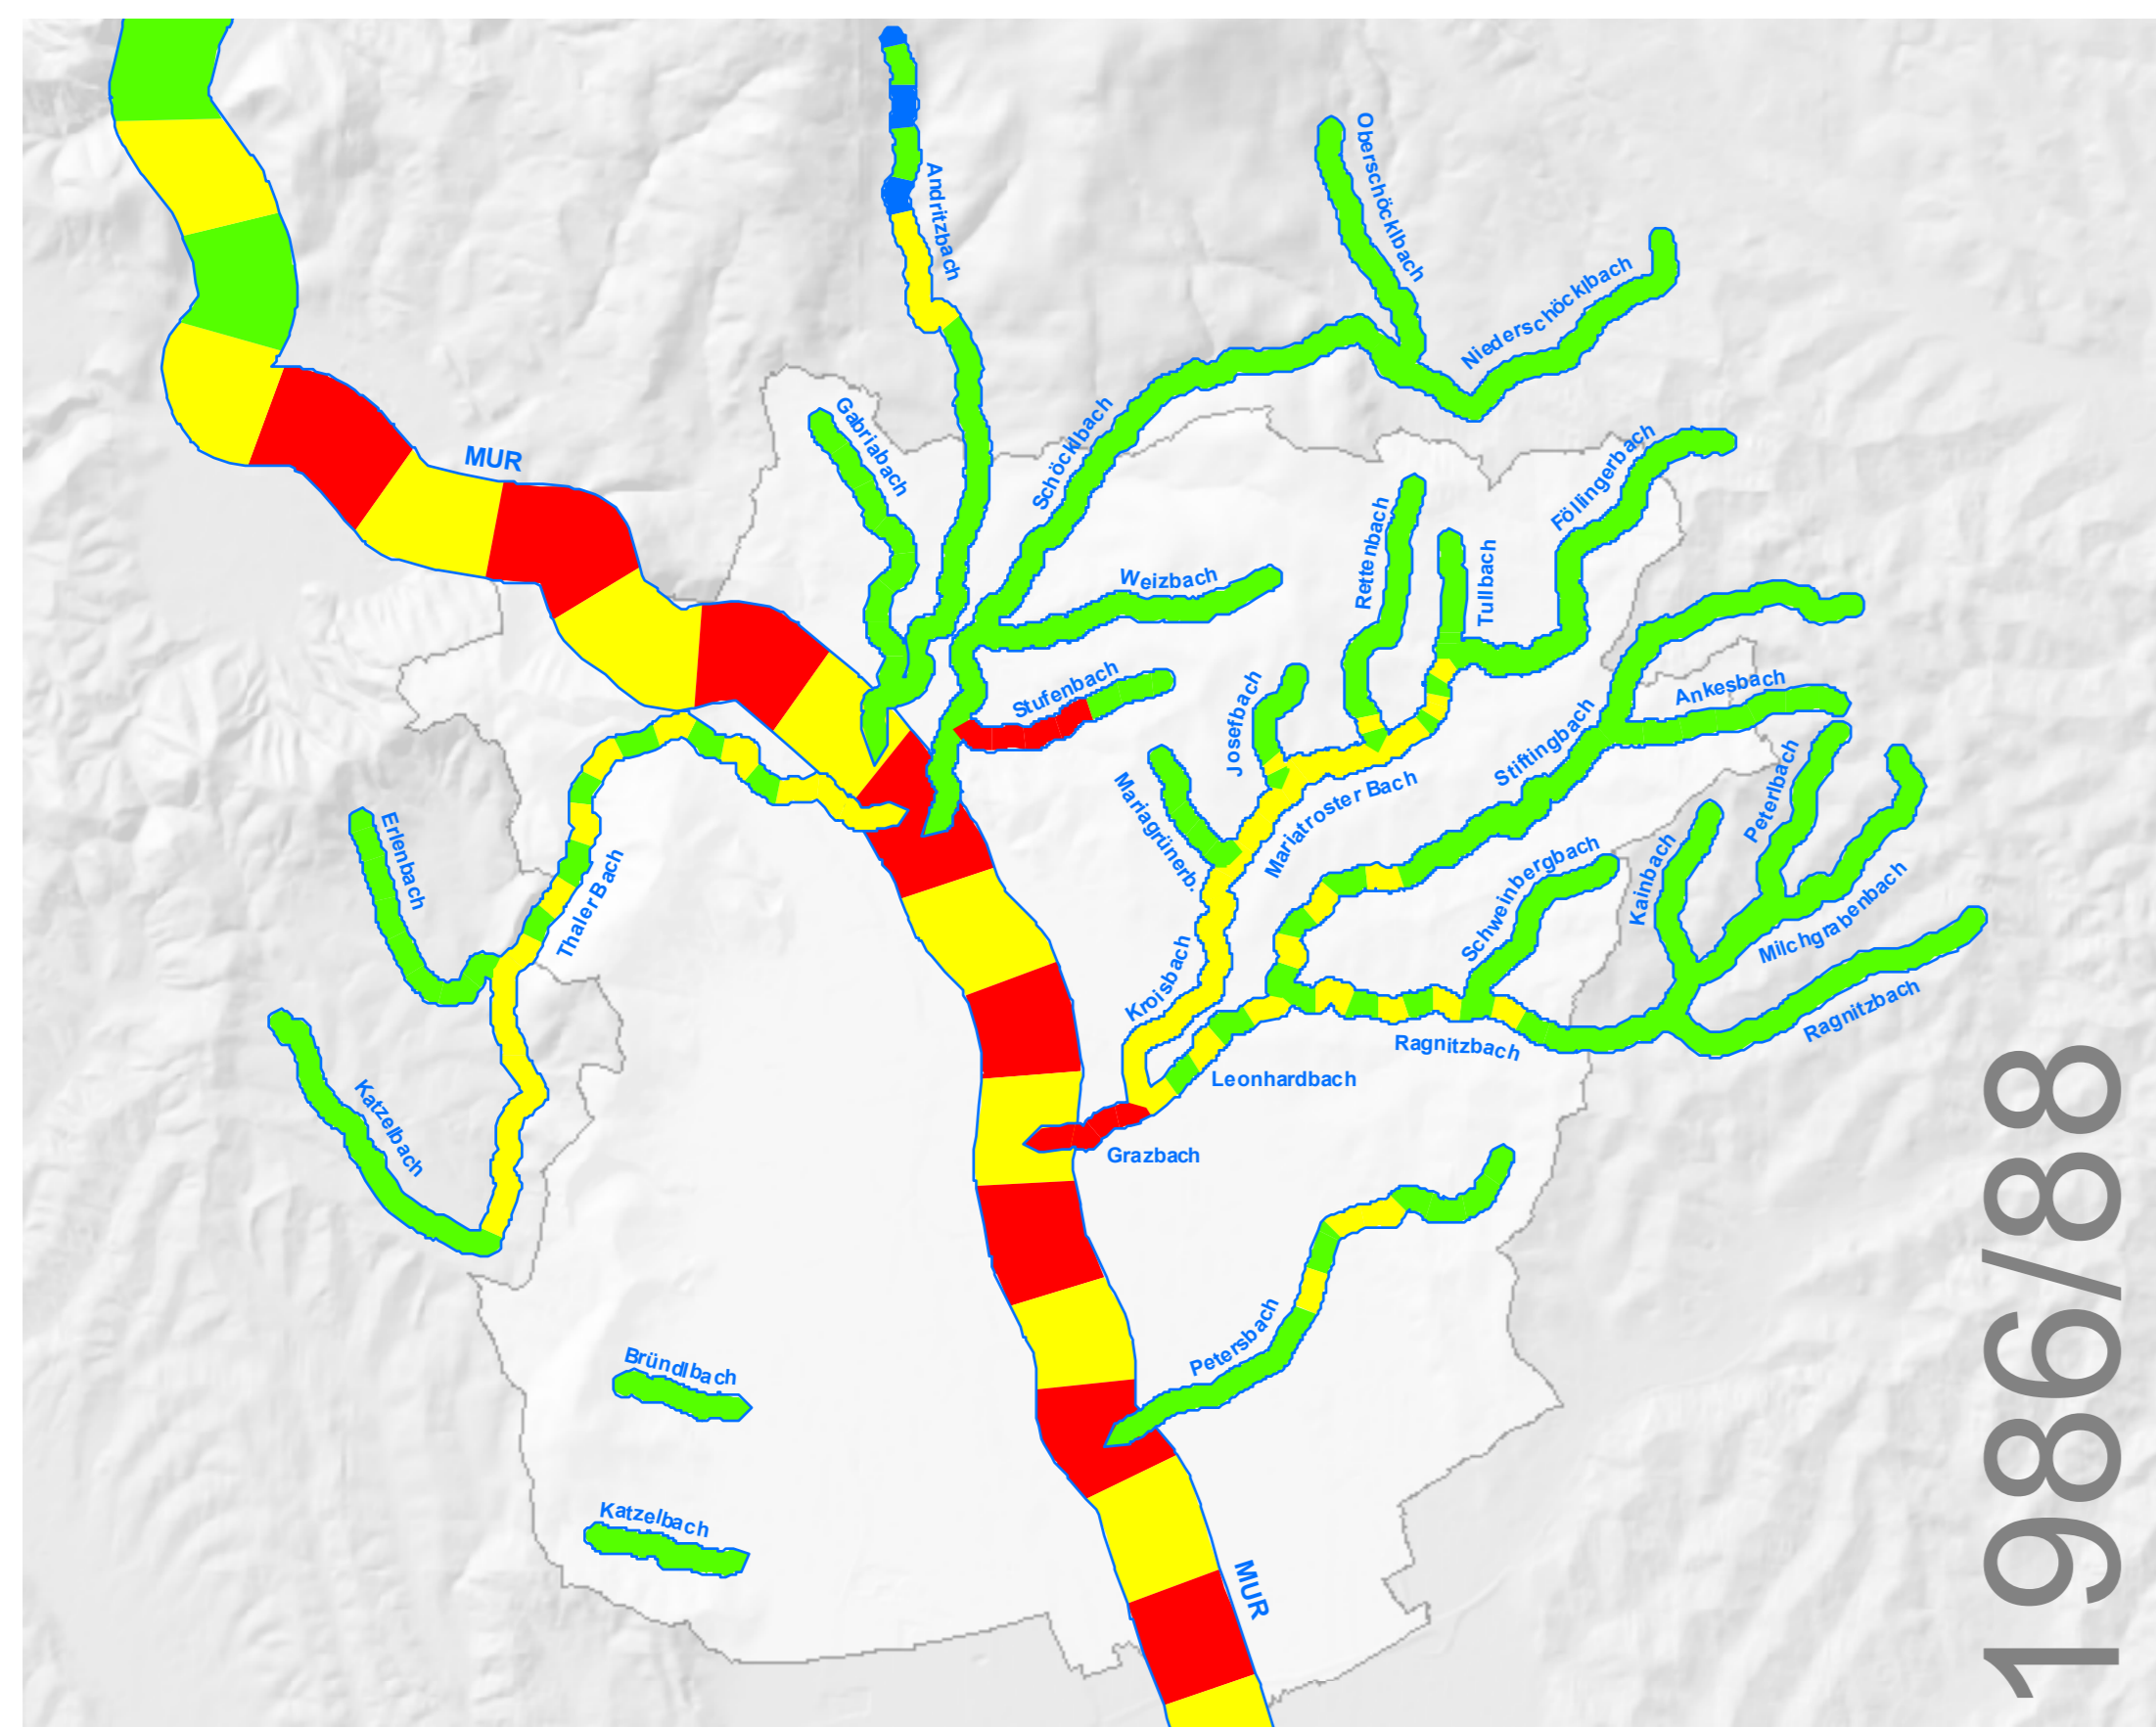 Oberschöcklbach
Andritzbach
Niederschöcklbach
Gabriabach
Schöcklbach
Föllingerbach
MUR
Rettenbach
Tullbach
Weizbach
Stufenbach
Josefbach
Ankesbach
Stiftingbach
Peterlbach
Mariagrünerb.
Mariatroster Bach
Erlenbach
Thaler Bach
Schweinbergbach
Kainbach
Milchgrabenbach
Kroisbach
Ragnitzbach
Ragnitzbach
Leonhardbach
Katzelbach
Grazbach
Petersbach
Bründlbach
Katzelbach
MUR
1986/88